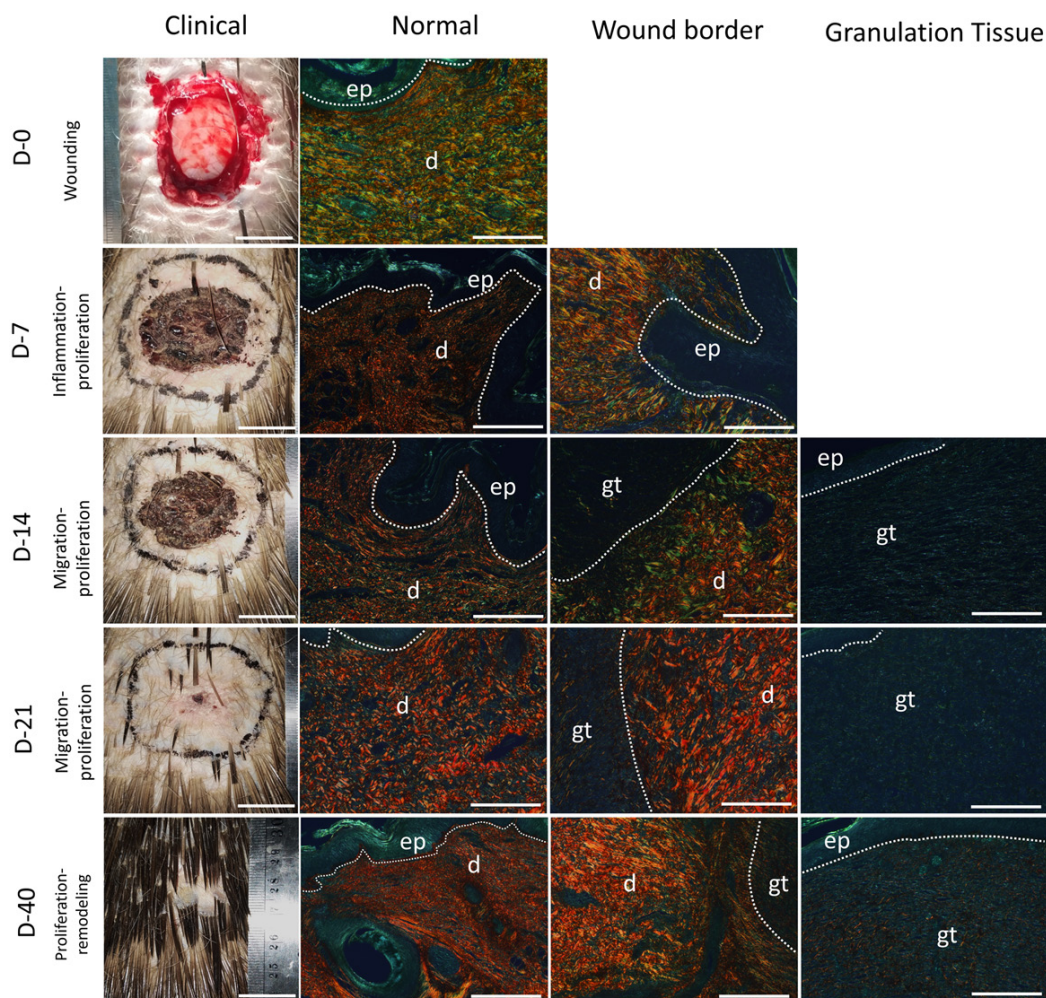 Clinical
Normal
Wound border
Granulation Tissue
D-0
Wounding
ep
d
D-7
Inflammation-
proliferation
ep
d
d
ep
D-14
Migration-
proliferation
ep
d
gt
d
ep
gt
D-21
Migration-
proliferation
d
gt
d
gt
D-40
Proliferation-
remodeling
ep
d
d
gt
gt